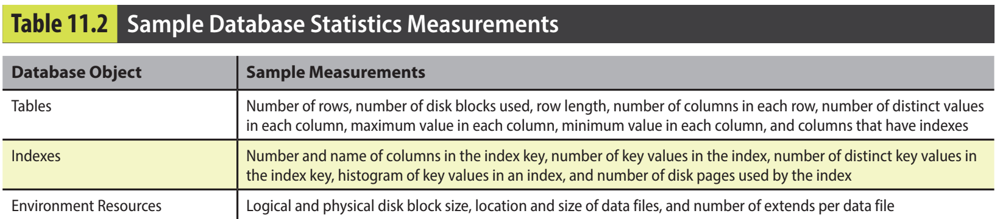 Table 11.2 Sample Database Statistics Measurements
Database Object Sample Measurements
Tables Number of rows, number of disk blocks used, row length, number of columns in each row, number of distinct values
in each column, maximum value in each column, minimum value in each column, and columns that have indexes
Indexes Number and name of columns in the index key, number of key values in the index, number of distinct key values in
the index key, histogram of key values in an index, and number of disk pages used by the index
Environment Resources Logical and physical disk block size, location and size of data files, and number of extends per data file